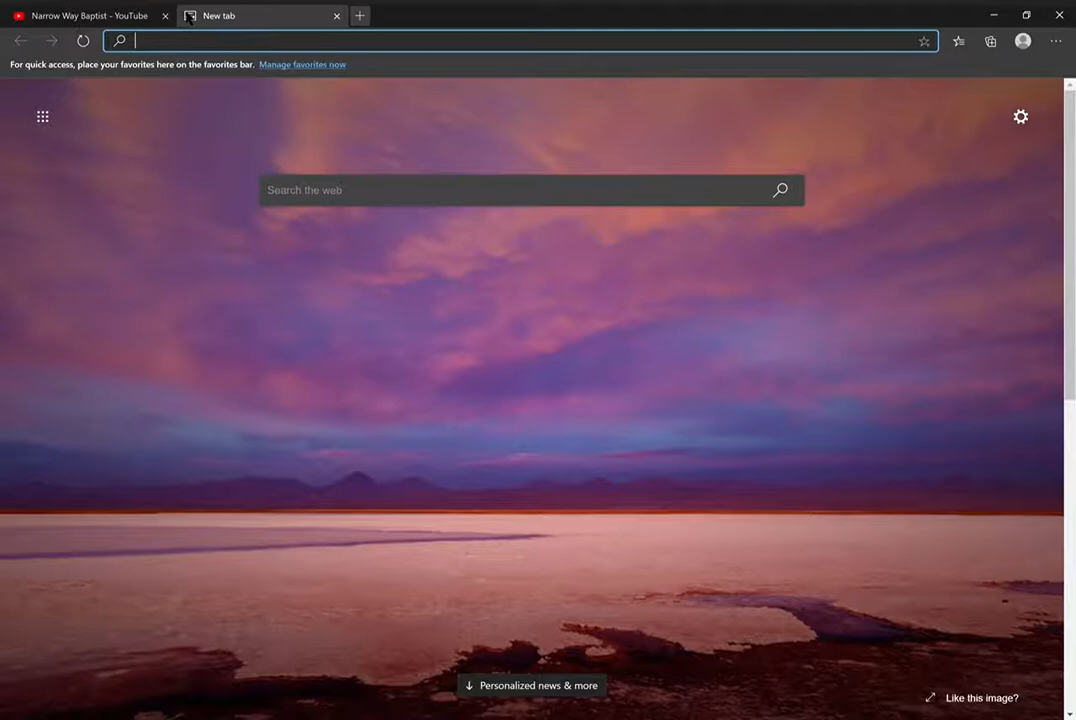 Narrow Way Baptist - YouTube
New tab
For quick access, place your favorites here on the favorites bar. Manage favorites now
Search the web
Personalized news & more
Like this image?